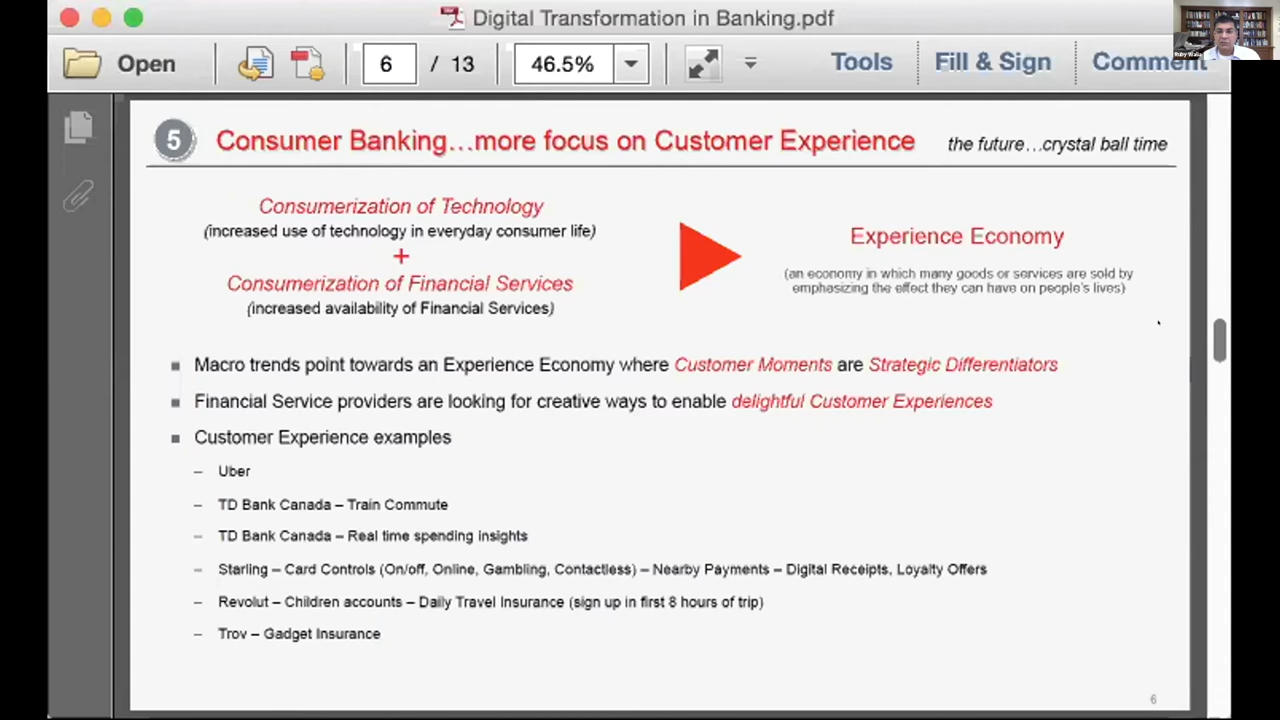 Digital Transformation in Banking.pdf
Open
6 / 13
46.5%
Tools
Fill & Sign
Comment
5
Consumer Banking...more focus on Customer Experience
the future...crystal ball time
Consumerization of Technology
(increased use of technology in everyday consumer life)
+
Consumerization of Financial Services
(increased availability of Financial Services)
Experience Economy
(an economy in which many goods or services are sold by
emphasizing the effect they can have on people's lives)
Macro trends point towards an Experience Economy where Customer Moments are Strategic Differentiators
Financial Service providers are looking for creative ways to enable delightful Customer Experiences
Customer Experience examples
– Uber
– TD Bank Canada – Train Commute
– TD Bank Canada – Real time spending insights
– Starling – Card Controls (On/off, Online, Gambling, Contactless) – Nearby Payments – Digital Receipts, Loyalty Offers
– Revolut – Children accounts – Daily Travel Insurance (sign up in first 8 hours of trip)
– Trov – Gadget Insurance
6